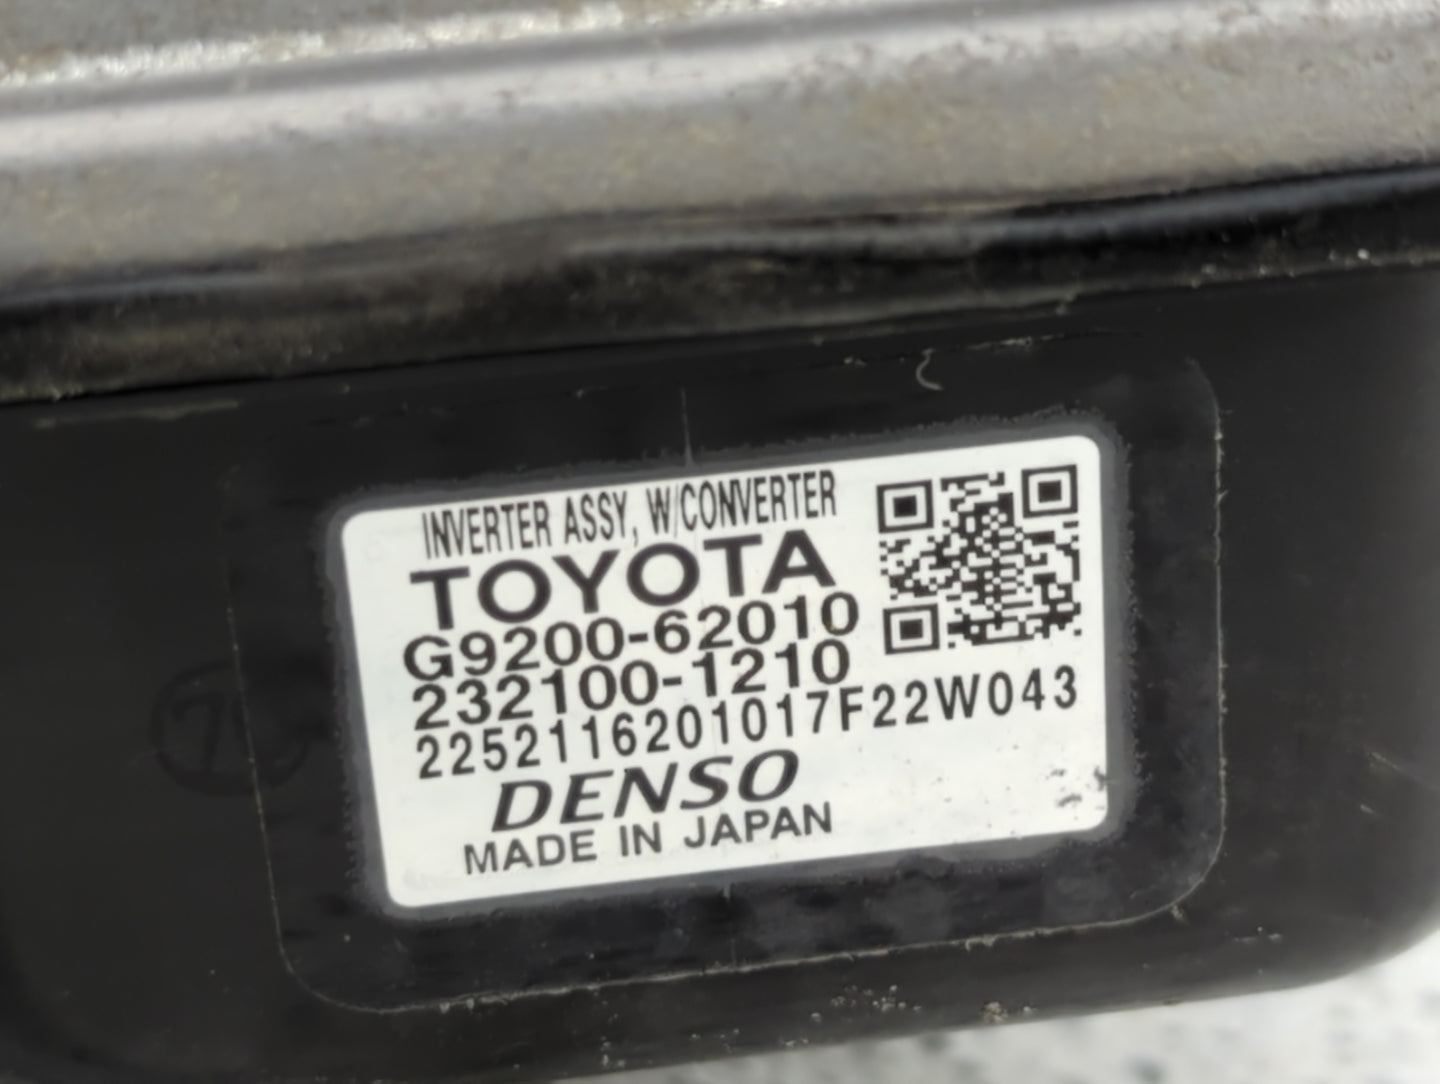 INVERTER ASSY, W/CONVERTER
TOYOTA
G9200-62010
232100-1210
2252116201017F22W043
DENSO
MADE IN JAPAN